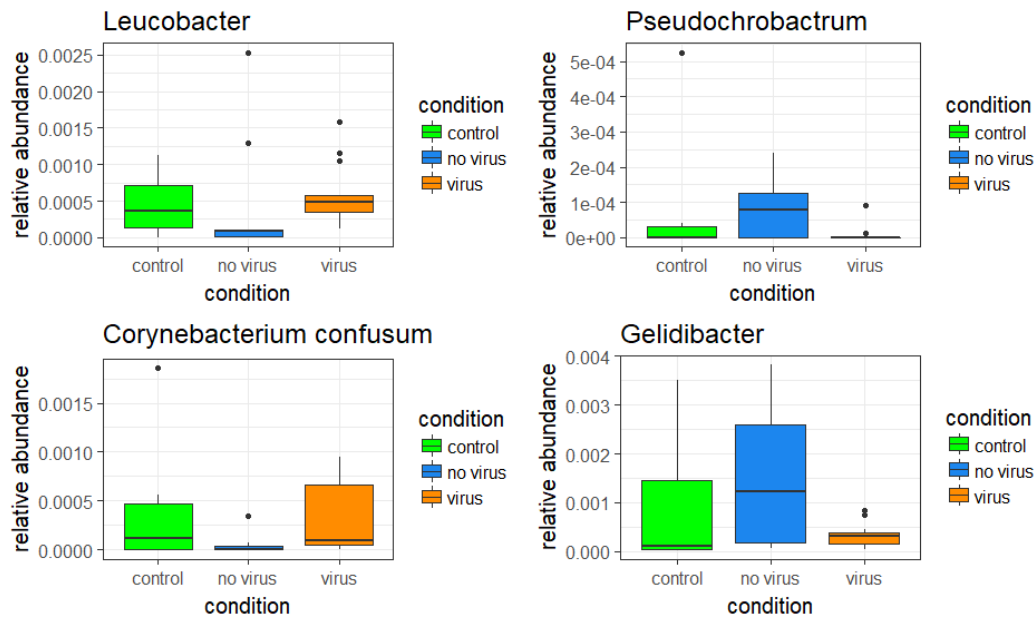 Leucobacter
relative abundance
0.0025
0.0020
0.0015
0.0010
0.0005
0.0000
control no virus virus
condition
condition
control
no virus
virus
Pseudochrobactrum
relative abundance
5e-04
4e-04
3e-04
2e-04
1e-04
0e+00
control no virus virus
condition
condition
control
no virus
virus
Corynebacterium confusum
relative abundance
0.0015
0.0010
0.0005
0.0000
control no virus virus
condition
condition
control
no virus
virus
Gelidibacter
relative abundance
0.004
0.003
0.002
0.001
0.000
control no virus virus
condition
condition
control
no virus
virus